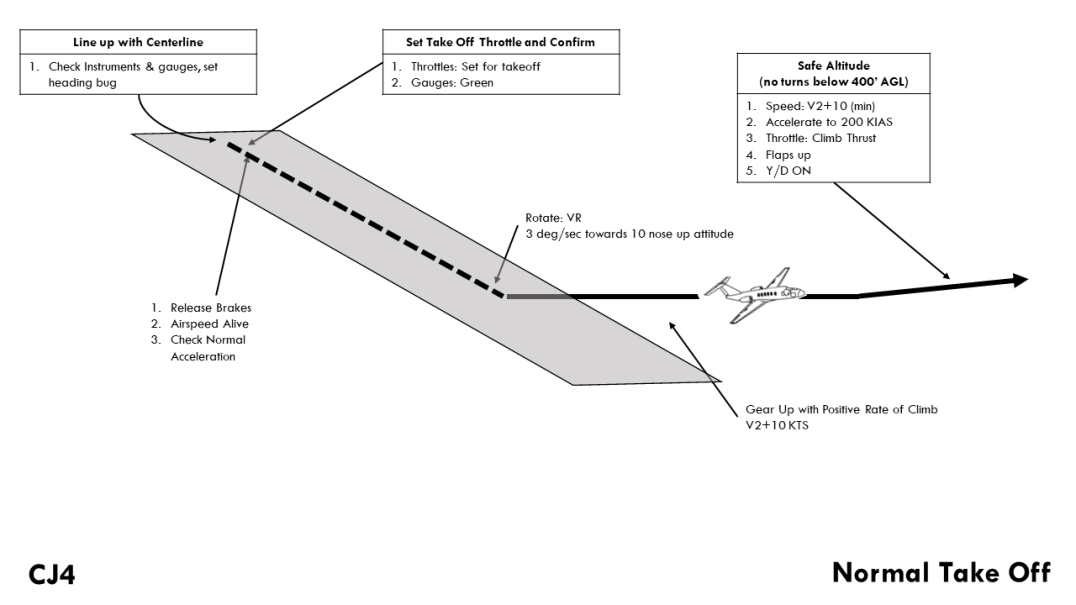 Line up with Centerline
1. Check Instruments & gauges, set
heading bug
Set Take Off Throttle and Confirm
1. Throttles: Set for takeoff
2. Gauges: Green
Safe Altitude
(no turns below 400' AGL)
1. Speed: V2+10 (min)
2. Accelerate to 200 KIAS
3. Throttle: Climb Thrust
4. Flaps up
5. Y/D ON
Rotate: VR
3 deg/sec towards 10 nose up attitude
1. Release Brakes
2. Airspeed Alive
3. Check Normal
Acceleration
Gear Up with Positive Rate of Climb
V2+10 KTS
CJ4
Normal Take Off